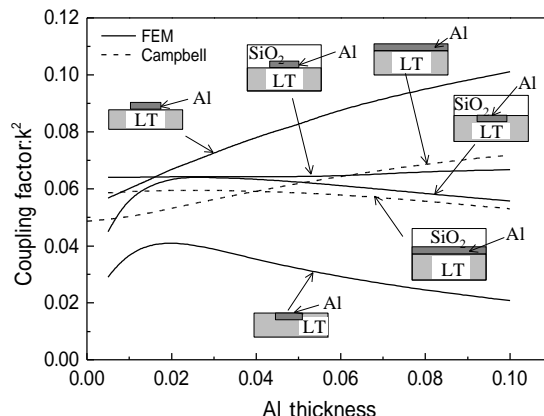 FEM
Campbell
SiO2
Al
Al
Al
LT
LT
LT
SiO2
Al
LT
SiO2
Al
LT
Al
LT
Coupling factor:k²
0.12
0.10
0.08
0.06
0.04
0.02
0.00
0.00
0.02
0.04
0.06
0.08
0.10
Al thickness